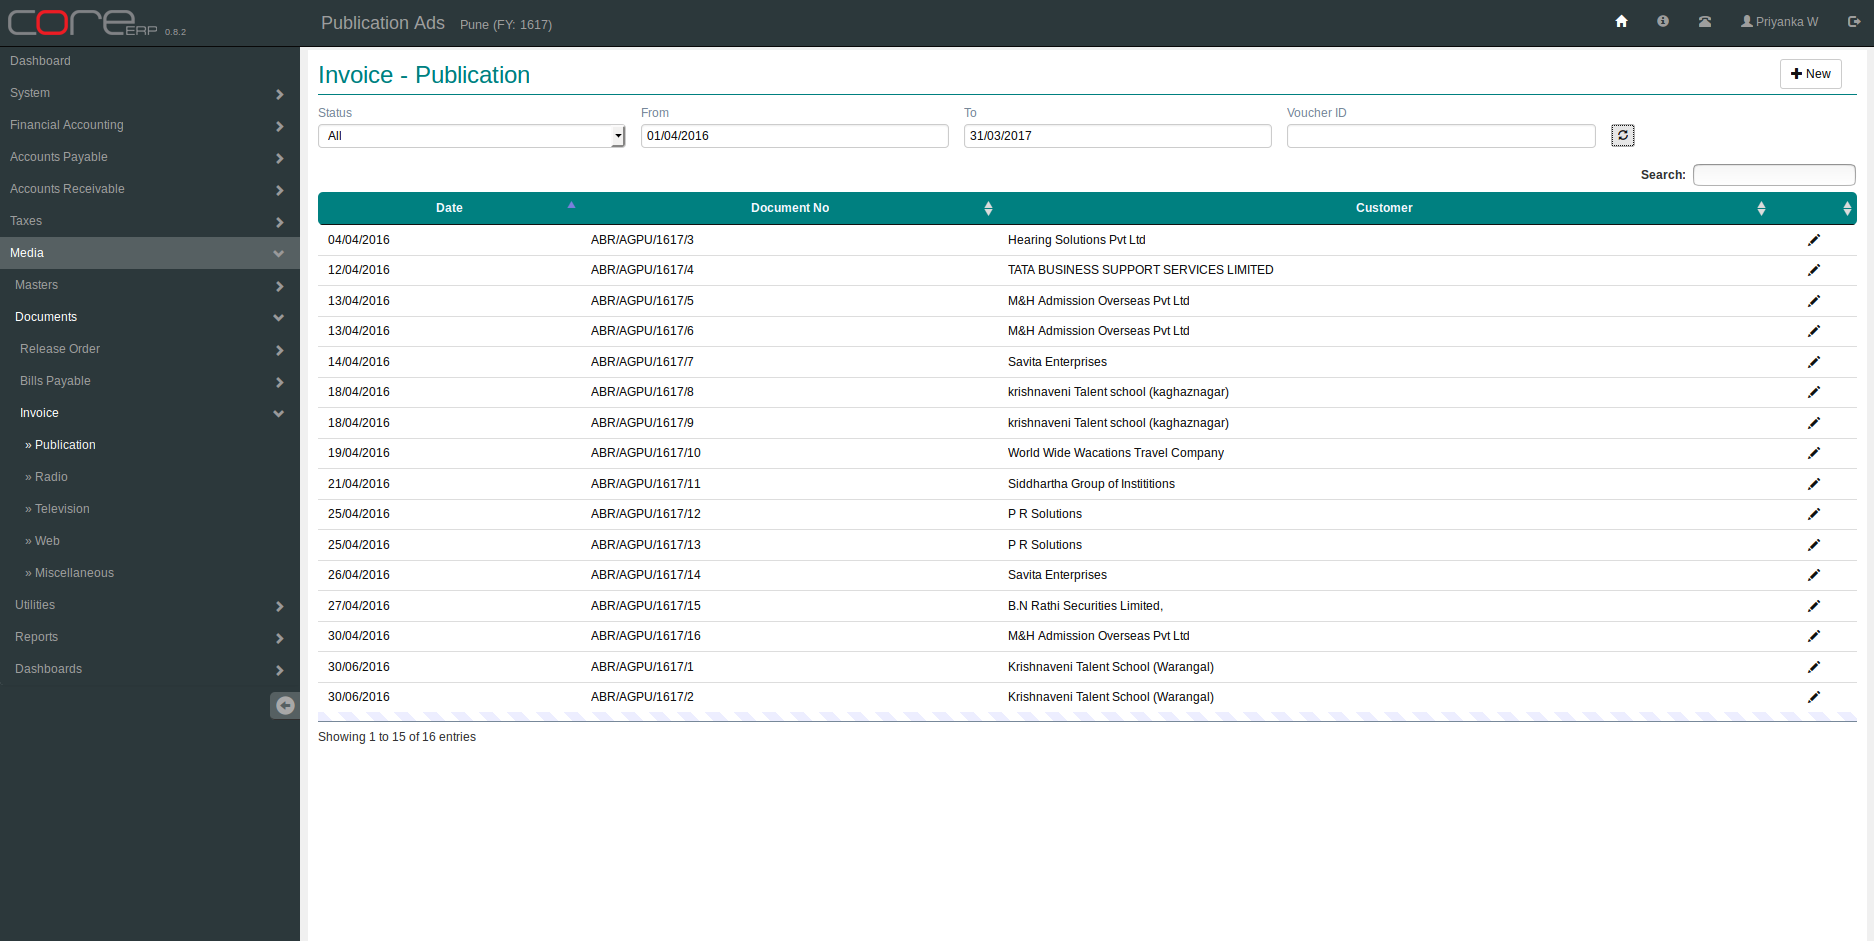 core ERP 0.8.2
Publication Ads Pune (FY: 1617)
Priyanka W
Dashboard
System
Financial Accounting
Accounts Payable
Accounts Receivable
Taxes
Media
Masters
Documents
Release Order
Bills Payable
Invoice
» Publication
» Radio
» Television
» Web
» Miscellaneous
Utilities
Reports
Dashboards
Invoice - Publication
New
Status From To Voucher ID
All 01/04/2016 31/03/2017
Search:
Date Document No Customer
04/04/2016 ABR/AGPU/1617/3 Hearing Solutions Pvt Ltd
12/04/2016 ABR/AGPU/1617/4 TATA BUSINESS SUPPORT SERVICES LIMITED
13/04/2016 ABR/AGPU/1617/5 M&H Admission Overseas Pvt Ltd
13/04/2016 ABR/AGPU/1617/6 M&H Admission Overseas Pvt Ltd
14/04/2016 ABR/AGPU/1617/7 Savita Enterprises
18/04/2016 ABR/AGPU/1617/8 krishnaveni Talent school (kaghaznagar)
18/04/2016 ABR/AGPU/1617/9 krishnaveni Talent school (kaghaznagar)
19/04/2016 ABR/AGPU/1617/10 World Wide Wacations Travel Company
21/04/2016 ABR/AGPU/1617/11 Siddhartha Group of Instititions
25/04/2016 ABR/AGPU/1617/12 P R Solutions
25/04/2016 ABR/AGPU/1617/13 P R Solutions
26/04/2016 ABR/AGPU/1617/14 Savita Enterprises
27/04/2016 ABR/AGPU/1617/15 B.N Rathi Securities Limited,
30/04/2016 ABR/AGPU/1617/16 M&H Admission Overseas Pvt Ltd
30/06/2016 ABR/AGPU/1617/1 Krishnaveni Talent School (Warangal)
30/06/2016 ABR/AGPU/1617/2 Krishnaveni Talent School (Warangal)
Showing 1 to 15 of 16 entries